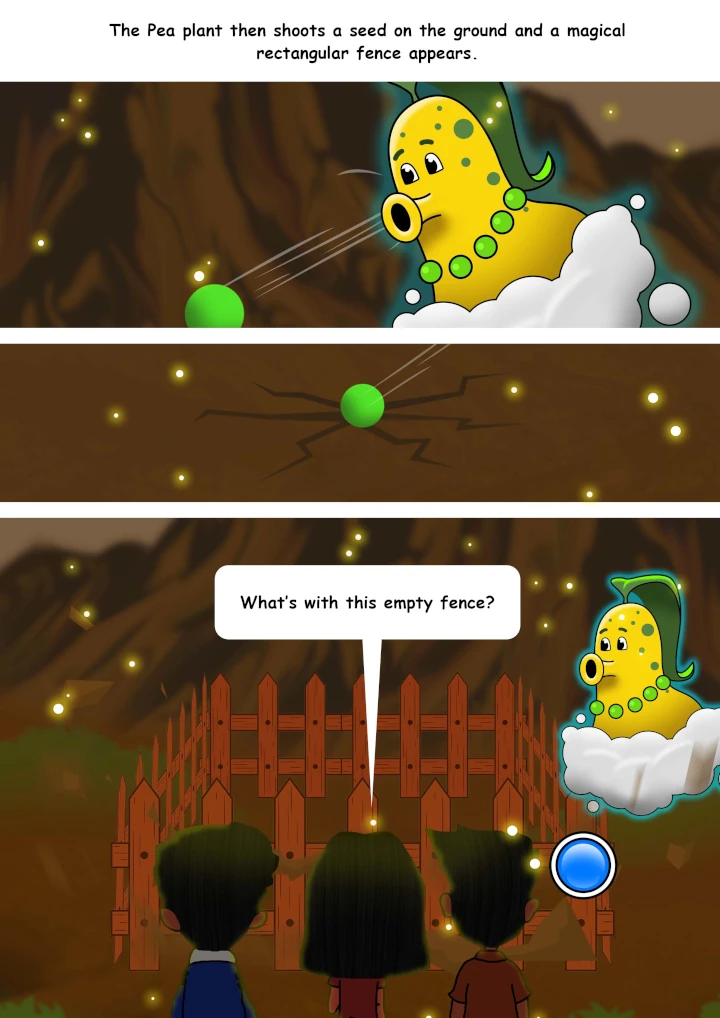 The Pea plant then shoots a seed on the ground and a magical
rectangular fence appears.
What's with this empty fence?